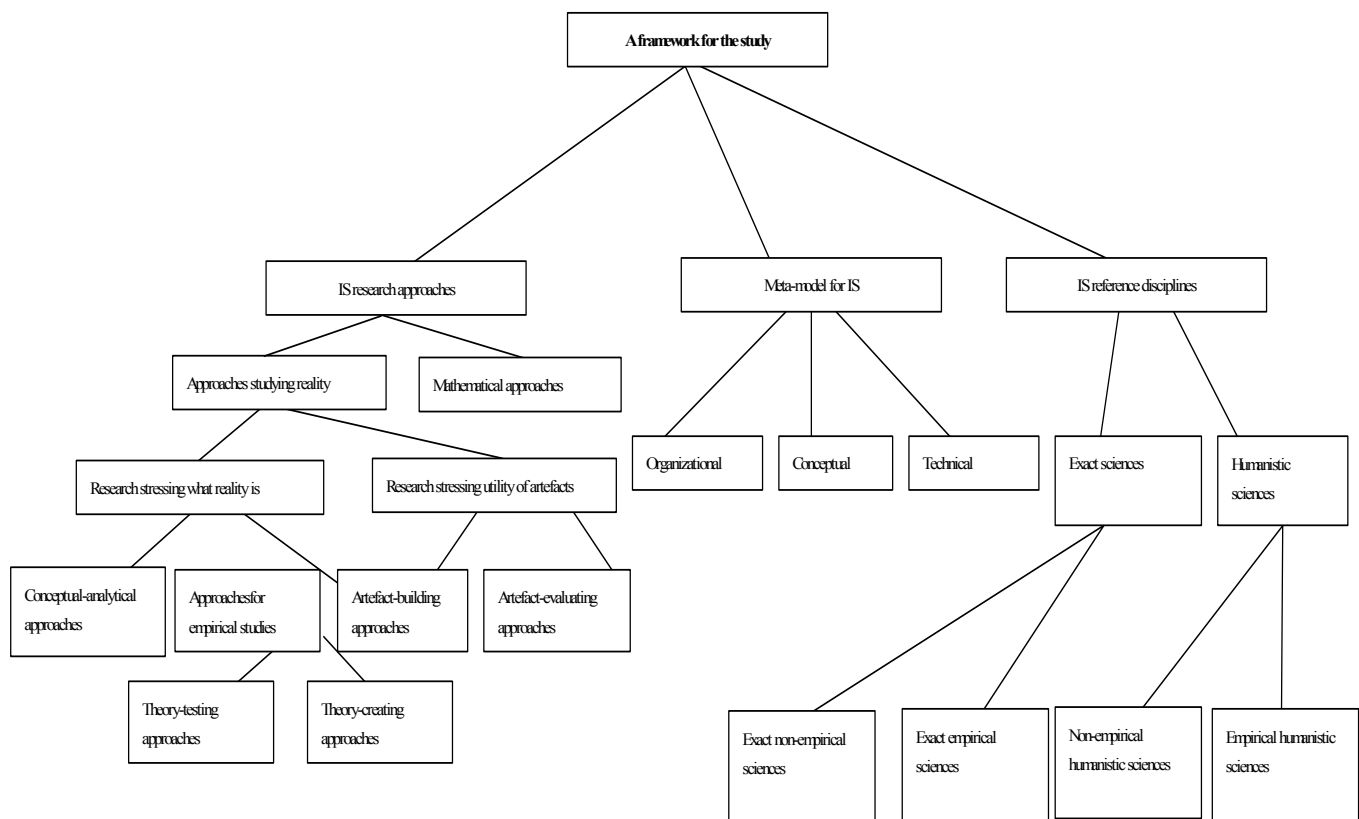 A framework for the study
IS research approaches
Meta-model for IS
IS reference disciplines
Approaches studying reality
Mathematical approaches
Organizational
Conceptual
Technical
Exact sciences
Humanistic
sciences
Research stressing what reality is
Research stressing utility of artefacts
Conceptual-analytical
approaches
Approaches for
empirical studies
Artefact-building
approaches
Artefact-evaluating
approaches
Theory-testing
approaches
Theory-creating
approaches
Exact non-empirical
sciences
Exact empirical
sciences
Non-empirical
humanistic sciences
Empirical humanistic
sciences